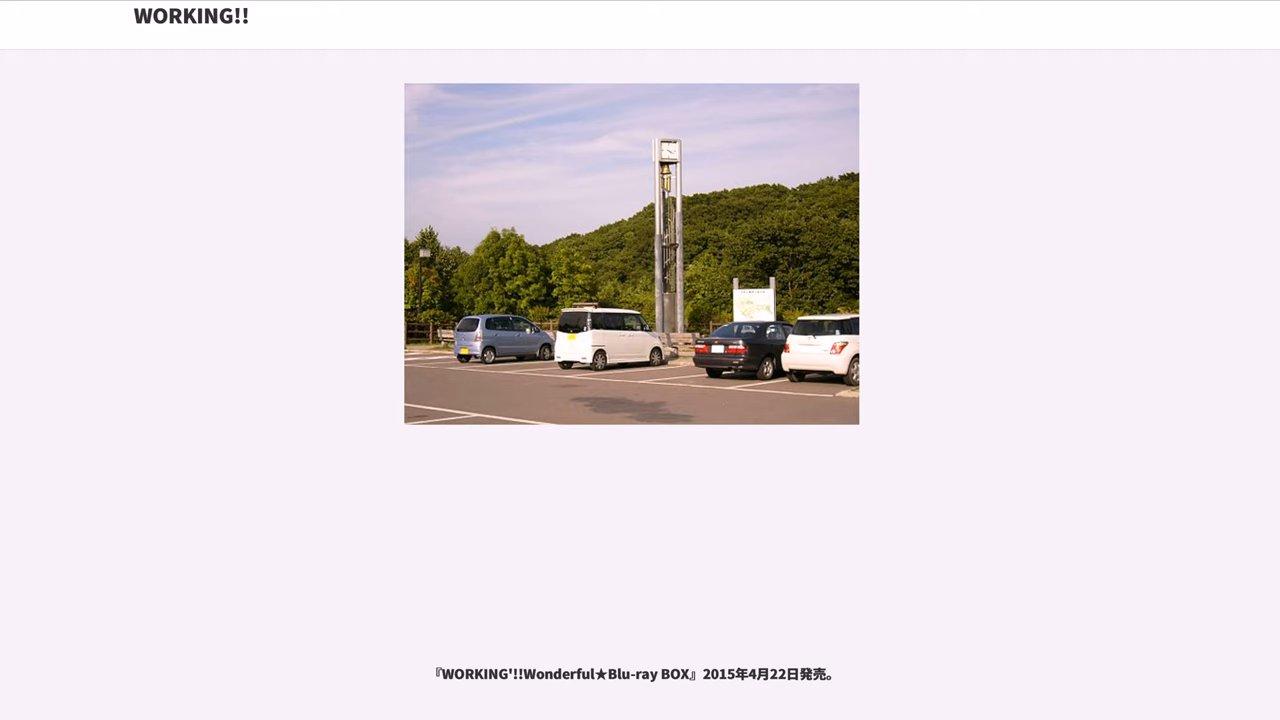 WORKING!!
『WORKING'!!Wonderful★Blu-ray BOX』2015年4月22日発売。